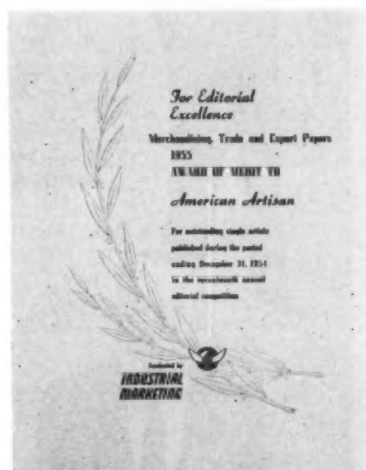 For Editorial
Excellence
Merchandising, Trade and Export Papers
1955
AWARD OF MERIT TO
American Artisan
For outstanding single article
published during the period
ending December 31, 1954
in the seventeenth annual
editorial competition
Conducted by
INDUSTRIAL
MARKETING